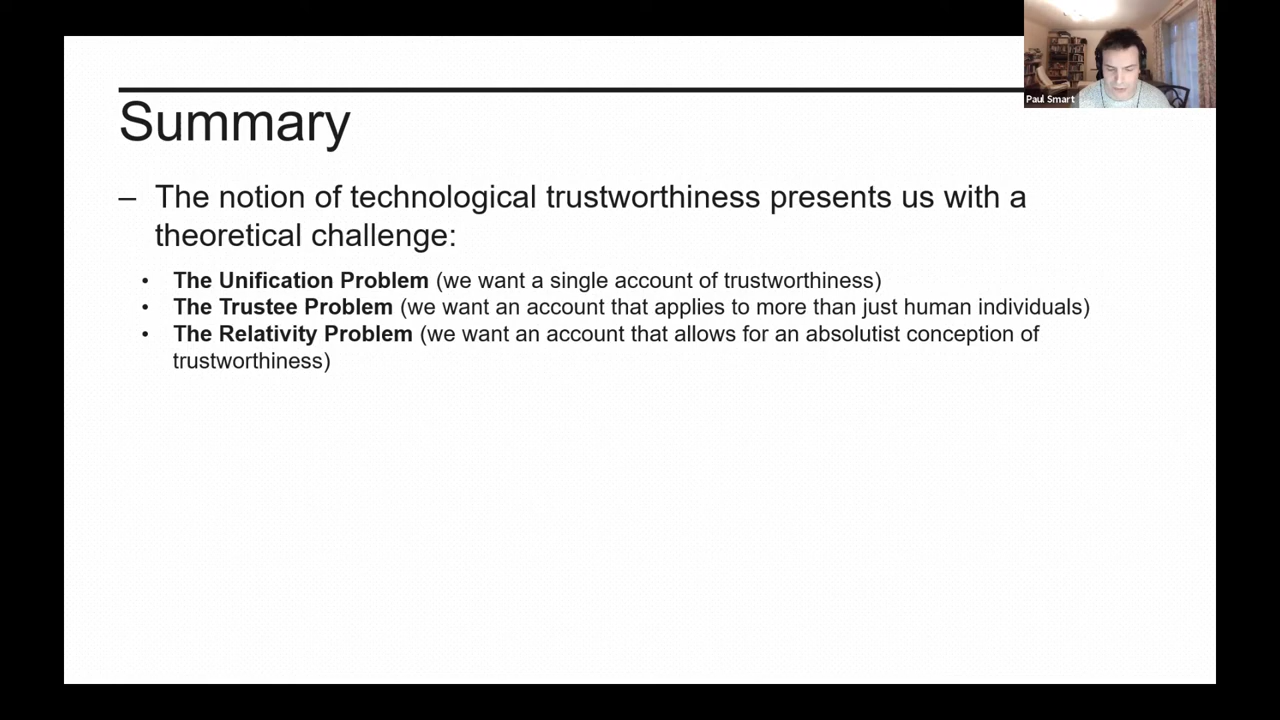 Paul Smart
Summary
– The notion of technological trustworthiness presents us with a
theoretical challenge:
• The Unification Problem (we want a single account of trustworthiness)
• The Trustee Problem (we want an account that applies to more than just human individuals)
• The Relativity Problem (we want an account that allows for an absolutist conception of
trustworthiness)